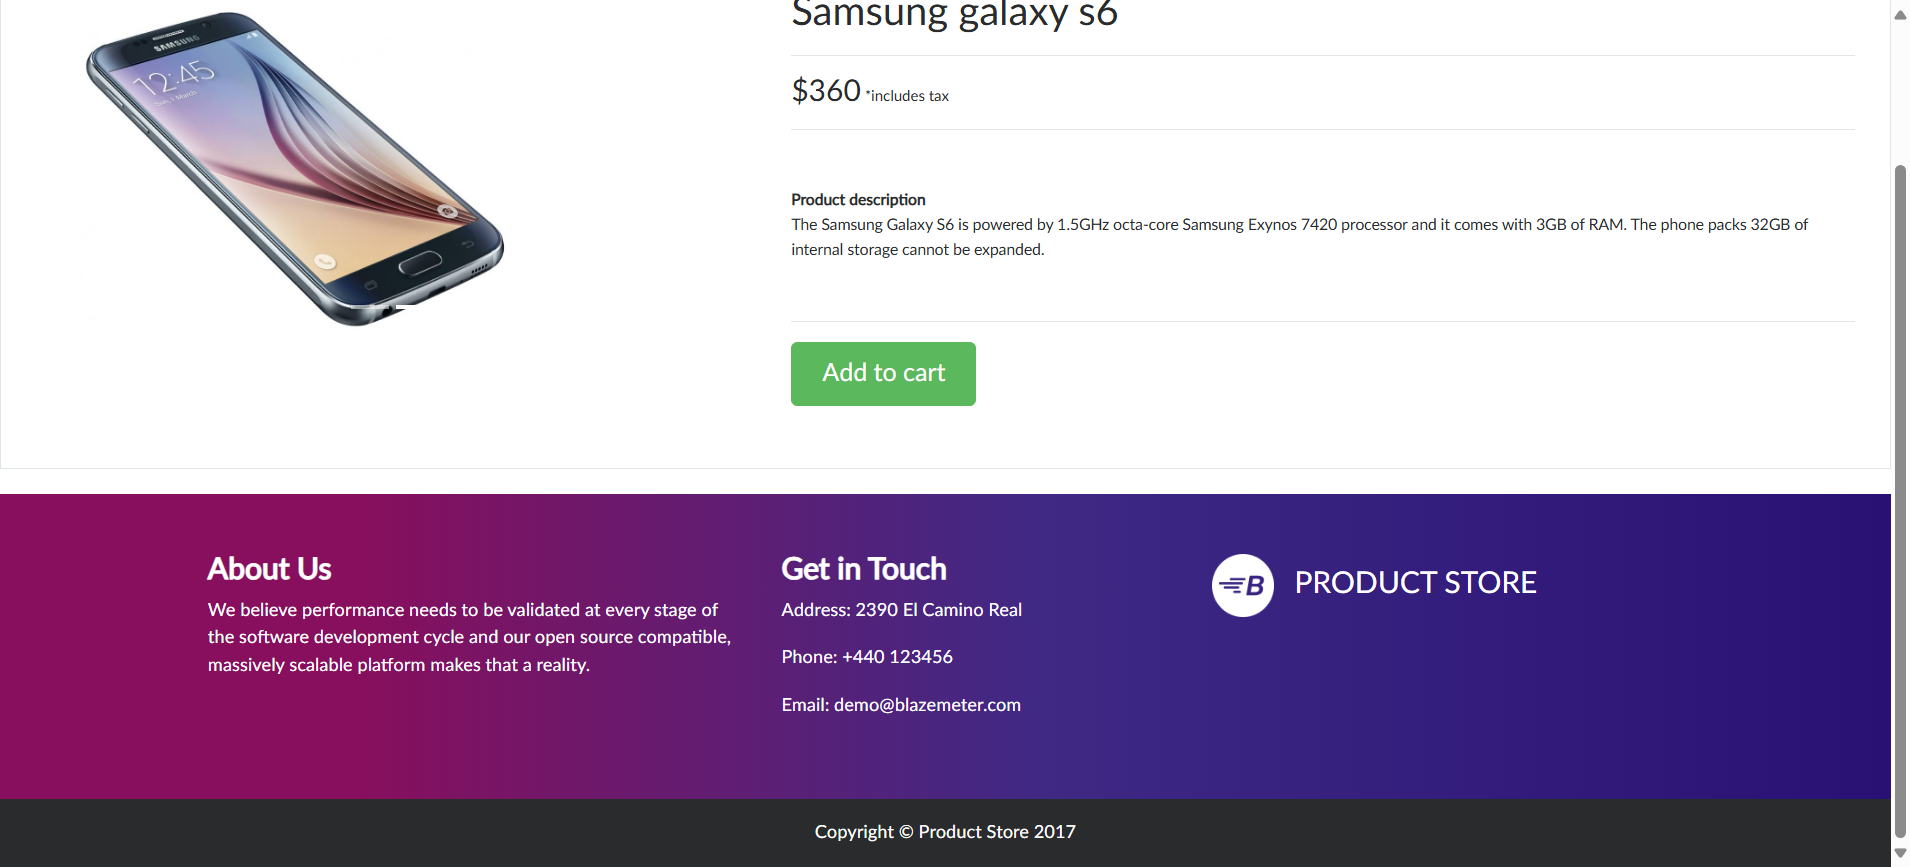 Samsung galaxy s6
SAMSUNG
12:45
Sun, 1 March
$360 *includes tax
Product description
The Samsung Galaxy S6 is powered by 1.5GHz octa-core Samsung Exynos 7420 processor and it comes with 3GB of RAM. The phone packs 32GB of
internal storage cannot be expanded.
Add to cart
About Us
We believe performance needs to be validated at every stage of
the software development cycle and our open source compatible,
massively scalable platform makes that a reality.
Get in Touch
Address: 2390 El Camino Real
Phone: +440 123456
Email: demo@blazemeter.com
B
PRODUCT STORE
Copyright © Product Store 2017